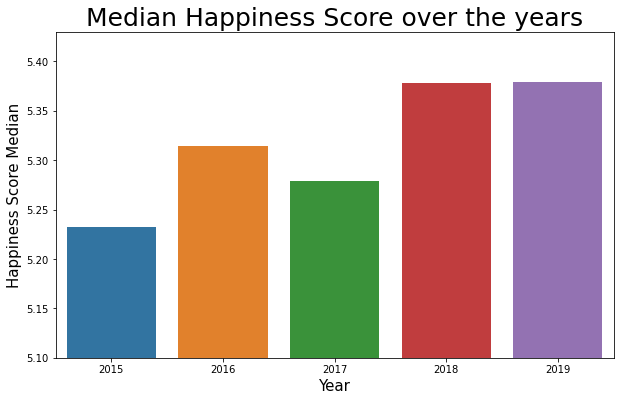 Median Happiness Score over the years
Happiness Score Median
5.40
5.35
5.30
5.25
5.20
5.15
5.10
2015 2016 2017 2018 2019
Year